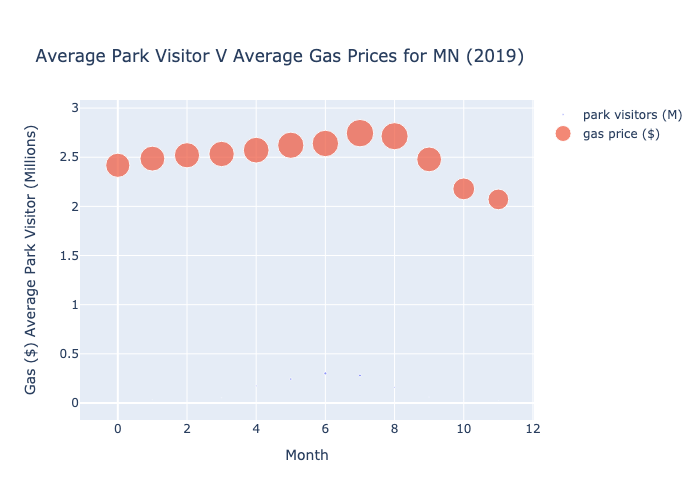 Average Park Visitor V Average Gas Prices for MN (2019)
park visitors (M)
gas price ($)
3
2.5
2
1.5
1
0.5
0
Gas ($) Average Park Visitor (Millions)
0 2 4 6 8 10 12
Month